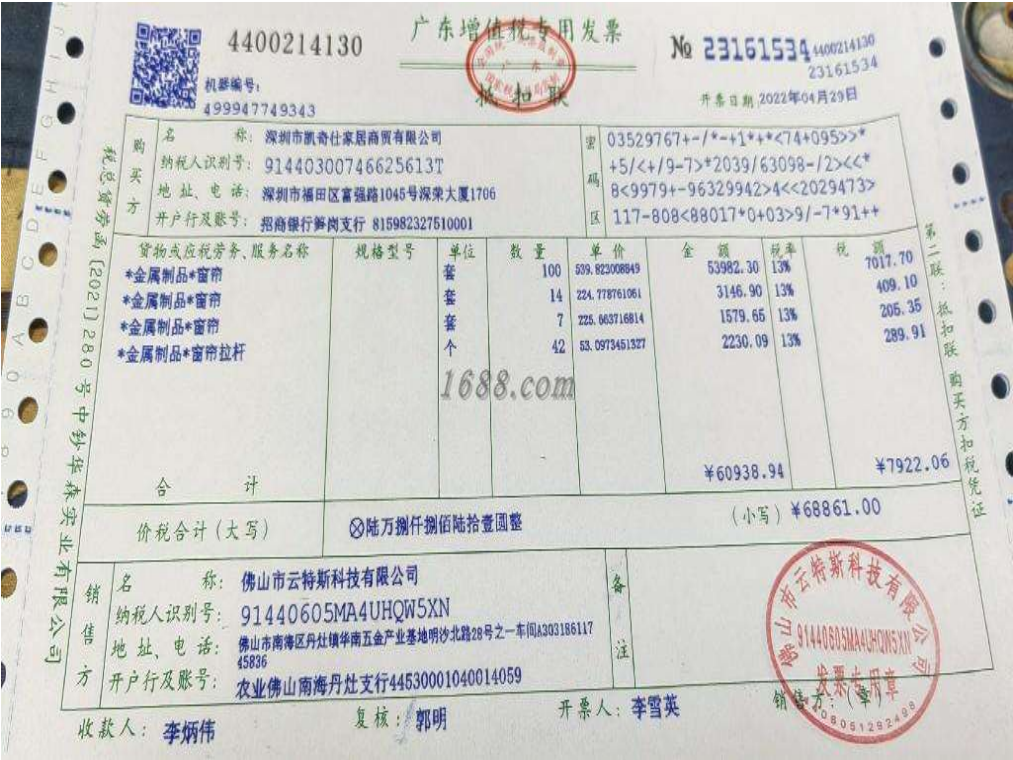 4400214130
广东增值税专用发票
抵扣联
№ 23161534
4400214130
23161534
机器编号:
499947749343
开票日期:2022年04月29日
税总货劳函[2021]280号中钞华森实业有限公司
购买方
名 称: 深圳市凯奇仕家居商贸有限公司
纳税人识别号: 91440300746625613T
地 址、电 话: 深圳市福田区富强路1045号深荣大厦1706
开户行及账号: 招商银行笋岗支行 815982327510001
密码区
03529767+-/*-+1*+*<74+095>>*
+5/<+/9-7>*2039/63098-/2><<*
8<9979+-96329942>4<<2029473>
117-808<88017*0+03>9/-7*91++
货物或应税劳务、服务名称 规格型号 单位 数 量 单 价 金 额 税率 税 额
*金属制品*窗帘 套 100 539.823008849 53982.30 13% 7017.70
*金属制品*窗帘 套 14 224.778761061 3146.90 13% 409.10
*金属制品*窗帘 套 7 225.663716814 1579.65 13% 205.35
*金属制品*窗帘拉杆 个 42 53.0973451327 2230.09 13% 289.91
1688.com
合 计 ¥60938.94 ¥7922.06
价税合计(大写) ⊗陆万捌仟捌佰陆拾壹圆整 (小写) ¥68861.00
第二联:抵扣联 购买方扣税凭证
销售方
名 称: 佛山市云特斯科技有限公司
纳税人识别号: 91440605MA4UHQW5XN
地 址、电 话: 佛山市南海区丹灶镇华南五金产业基地明沙北路28号之一车间A303186117
45836
开户行及账号: 农业佛山南海丹灶支行44530001040014059
备注
佛山市云特斯科技有限公司
91440605MA4UHQW5XN
发票专用章
收款人: 李炳伟 复核: 郭明 开票人: 李雪英 销售方:(章)